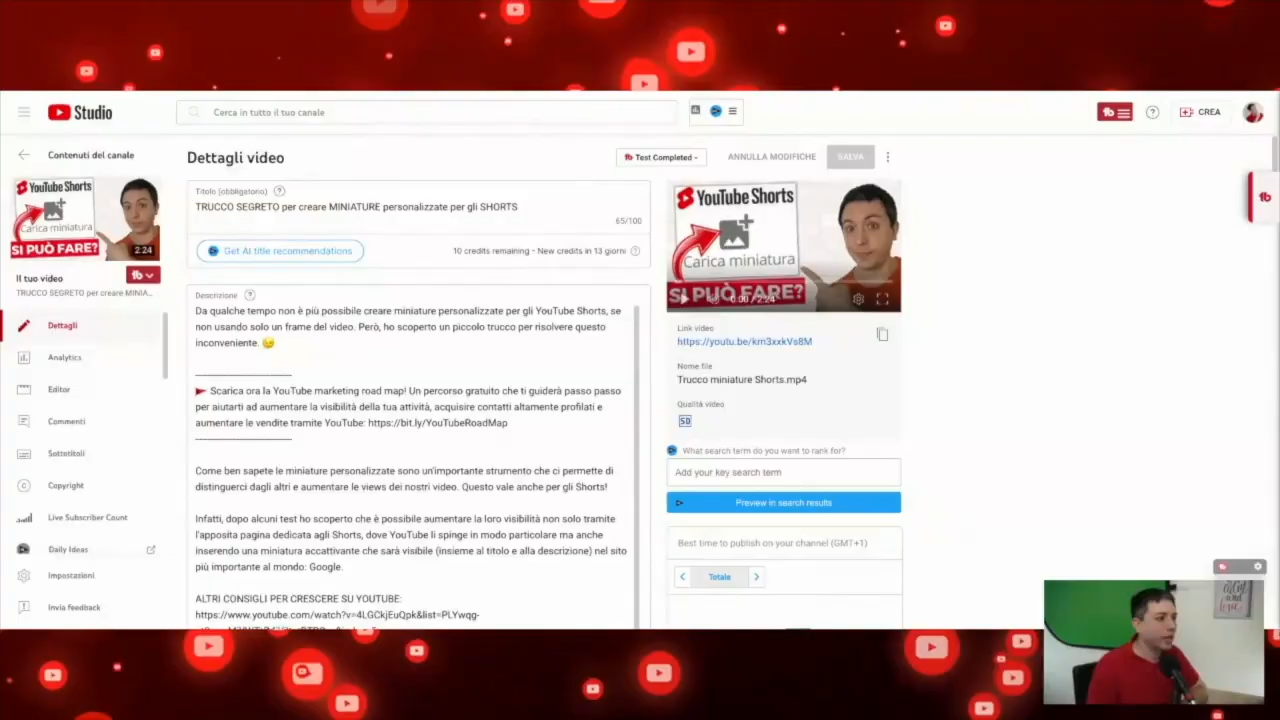 Studio
Cerca in tutto il tuo canale
CREA
Contenuti del canale
Dettagli video
Test Completed
ANNULLA MODIFICHE
SALVA
YouTube Shorts
Carica miniatura
SI PUÒ FARE?
2:24
Il tuo video
TRUCCO SEGRETO per creare MINIA...
Dettagli
Analytics
Editor
Commenti
Sottotitoli
Copyright
Live Subscriber Count
Daily Ideas
Impostazioni
Invia feedback
Titolo (obbligatorio)
TRUCCO SEGRETO per creare MINIATURE personalizzate per gli SHORTS
65/100
Get AI title recommendations
10 credits remaining - New credits in 13 giorni
Descrizione
Da qualche tempo non è più possibile creare miniature personalizzate per gli YouTube Shorts, se
non usando solo un frame del video. Però, ho scoperto un piccolo trucco per risolvere questo
inconveniente. 😉
Scarica ora la YouTube marketing road map! Un percorso gratuito che ti guiderà passo passo
per aiutarti ad aumentare la visibilità della tua attività, acquisire contatti altamente profilati e
aumentare le vendite tramite YouTube: https://bit.ly/YouTubeRoadMap
Come ben sapete le miniature personalizzate sono un'importante strumento che ci permette di
distinguerci dagli altri e aumentare le views dei nostri video. Questo vale anche per gli Shorts!
Infatti, dopo alcuni test ho scoperto che è possibile aumentare la loro visibilità non solo tramite
l'apposita pagina dedicata agli Shorts, dove YouTube li spinge in modo particolare ma anche
inserendo una miniatura accattivante che sarà visibile (insieme al titolo e alla descrizione) nel sito
più importante al mondo: Google.
ALTRI CONSIGLI PER CRESCERE SU YOUTUBE:
https://www.youtube.com/watch?v=4LGCkjEuQpk&list=PLYwqg-
YouTube Shorts
Carica miniatura
SI PUÒ FARE?
0:00 / 2:24
Link video
https://youtu.be/km3xxkVs8M
Nome file
Trucco miniature Shorts.mp4
Qualità video
SD
What search term do you want to rank for?
Add your key search term
Preview in search results
Best time to publish on your channel (GMT+1)
Totale
tb